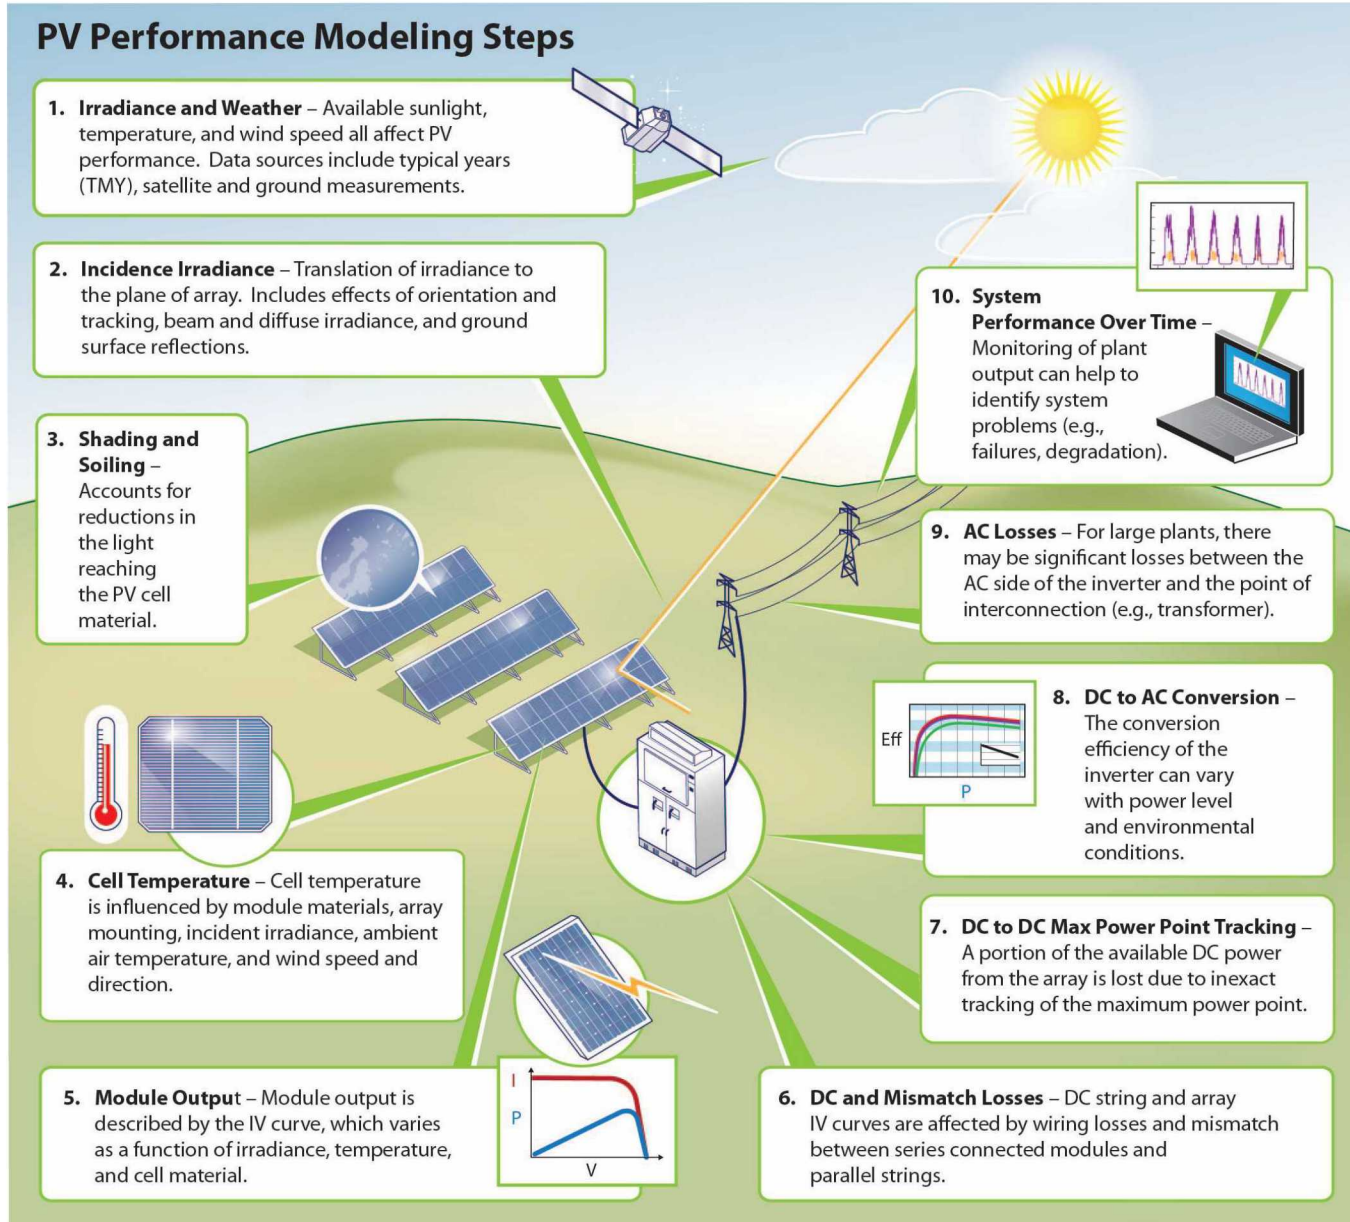 PV Performance Modeling Steps
1. Irradiance and Weather – Available sunlight,
temperature, and wind speed all affect PV
performance. Data sources include typical years
(TMY), satellite and ground measurements.
2. Incidence Irradiance – Translation of irradiance to
the plane of array. Includes effects of orientation and
tracking, beam and diffuse irradiance, and ground
surface reflections.
3. Shading and
Soiling –
Accounts for
reductions in
the light
reaching
the PV cell
material.
4. Cell Temperature – Cell temperature
is influenced by module materials, array
mounting, incident irradiance, ambient
air temperature, and wind speed and
direction.
5. Module Output – Module output is
described by the IV curve, which varies
as a function of irradiance, temperature,
and cell material.
I
P
V
6. DC and Mismatch Losses – DC string and array
IV curves are affected by wiring losses and mismatch
between series connected modules and
parallel strings.
7. DC to DC Max Power Point Tracking –
A portion of the available DC power
from the array is lost due to inexact
tracking of the maximum power point.
8. DC to AC Conversion –
The conversion
efficiency of the
inverter can vary
with power level
and environmental
conditions.
Eff
P
9. AC Losses – For large plants, there
may be significant losses between the
AC side of the inverter and the point of
interconnection (e.g., transformer).
10. System
Performance Over Time –
Monitoring of plant
output can help to
identify system
problems (e.g.,
failures, degradation).